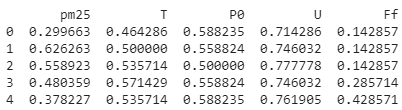 pm25 T P0 U Ff
0 0.299663 0.464286 0.588235 0.714286 0.142857
1 0.626263 0.500000 0.558824 0.746032 0.142857
2 0.558923 0.535714 0.500000 0.777778 0.142857
3 0.480359 0.571429 0.558824 0.746032 0.285714
4 0.378227 0.535714 0.588235 0.761905 0.428571